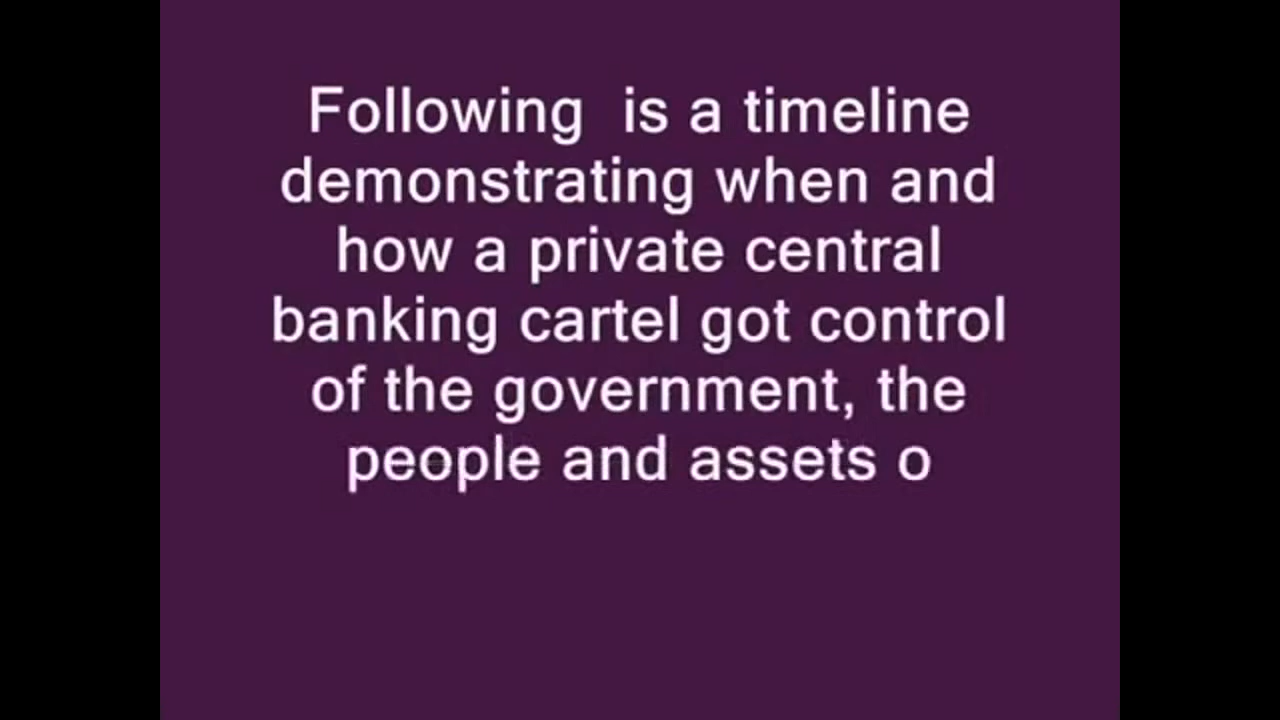 Following  is a timeline
demonstrating when and
how a private central
banking cartel got control
of the government, the
people and assets o